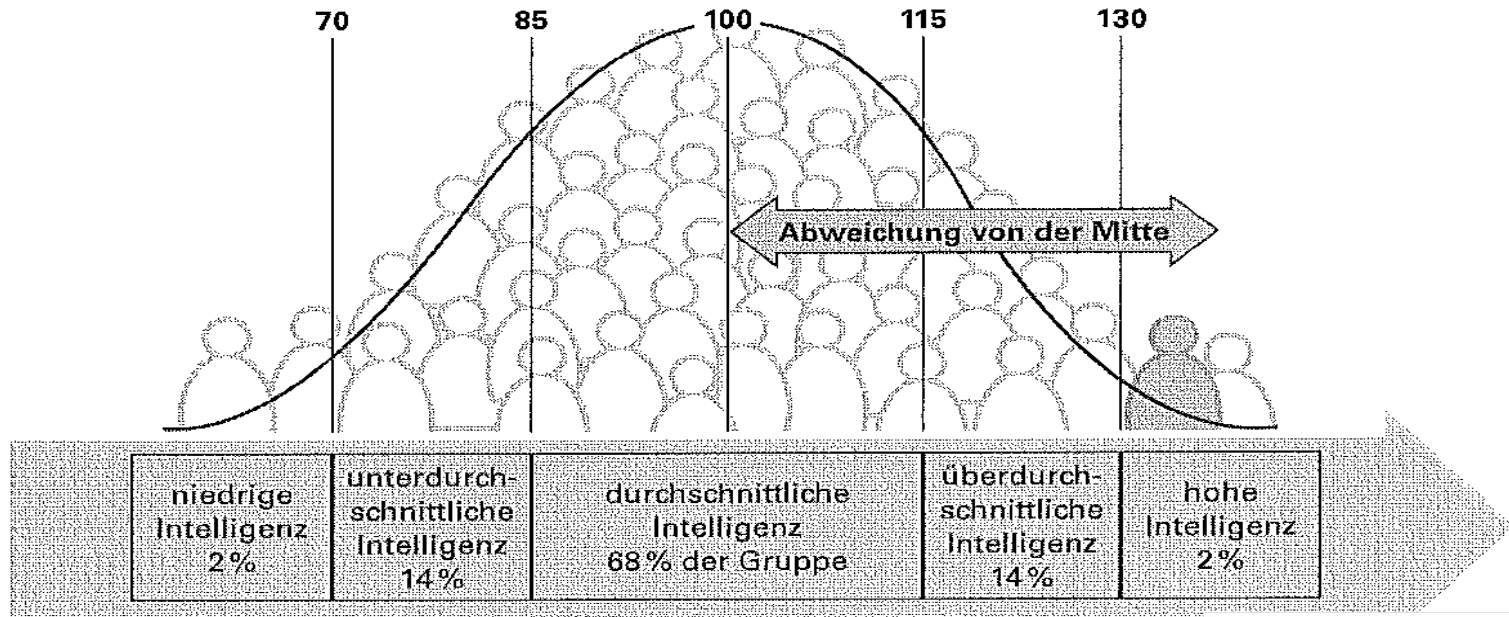 70 85 100 115 130
Abweichung von der Mitte
niedrige
Intelligenz
2%
unterdurch-
schnittliche
Intelligenz
14%
durchschnittliche
Intelligenz
68% der Gruppe
überdurch-
schnittliche
Intelligenz
14%
hohe
Intelligenz
2%